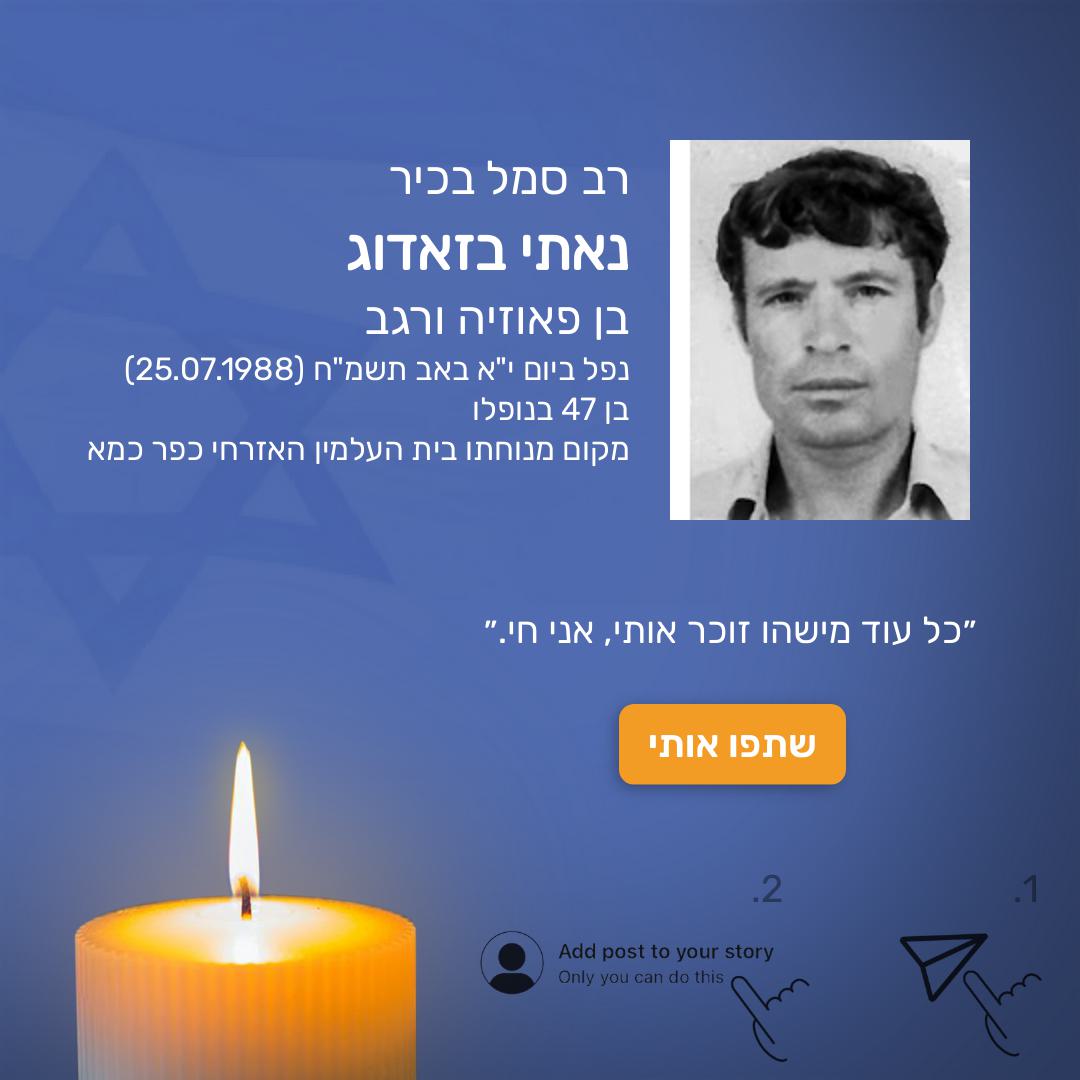 רב סמל בכיר
נאתי בזאדוג
בן פאוזיה ורגב
נפל ביום י"א באב תשמ"ח (25.07.1988)
בן 47 בנופלו
מקום מנוחתו בית העלמין האזרחי כפר כמא
״כל עוד מישהו זוכר אותי, אני חי.״
שתפו אותי
.1
.2
Add post to your story
Only you can do this